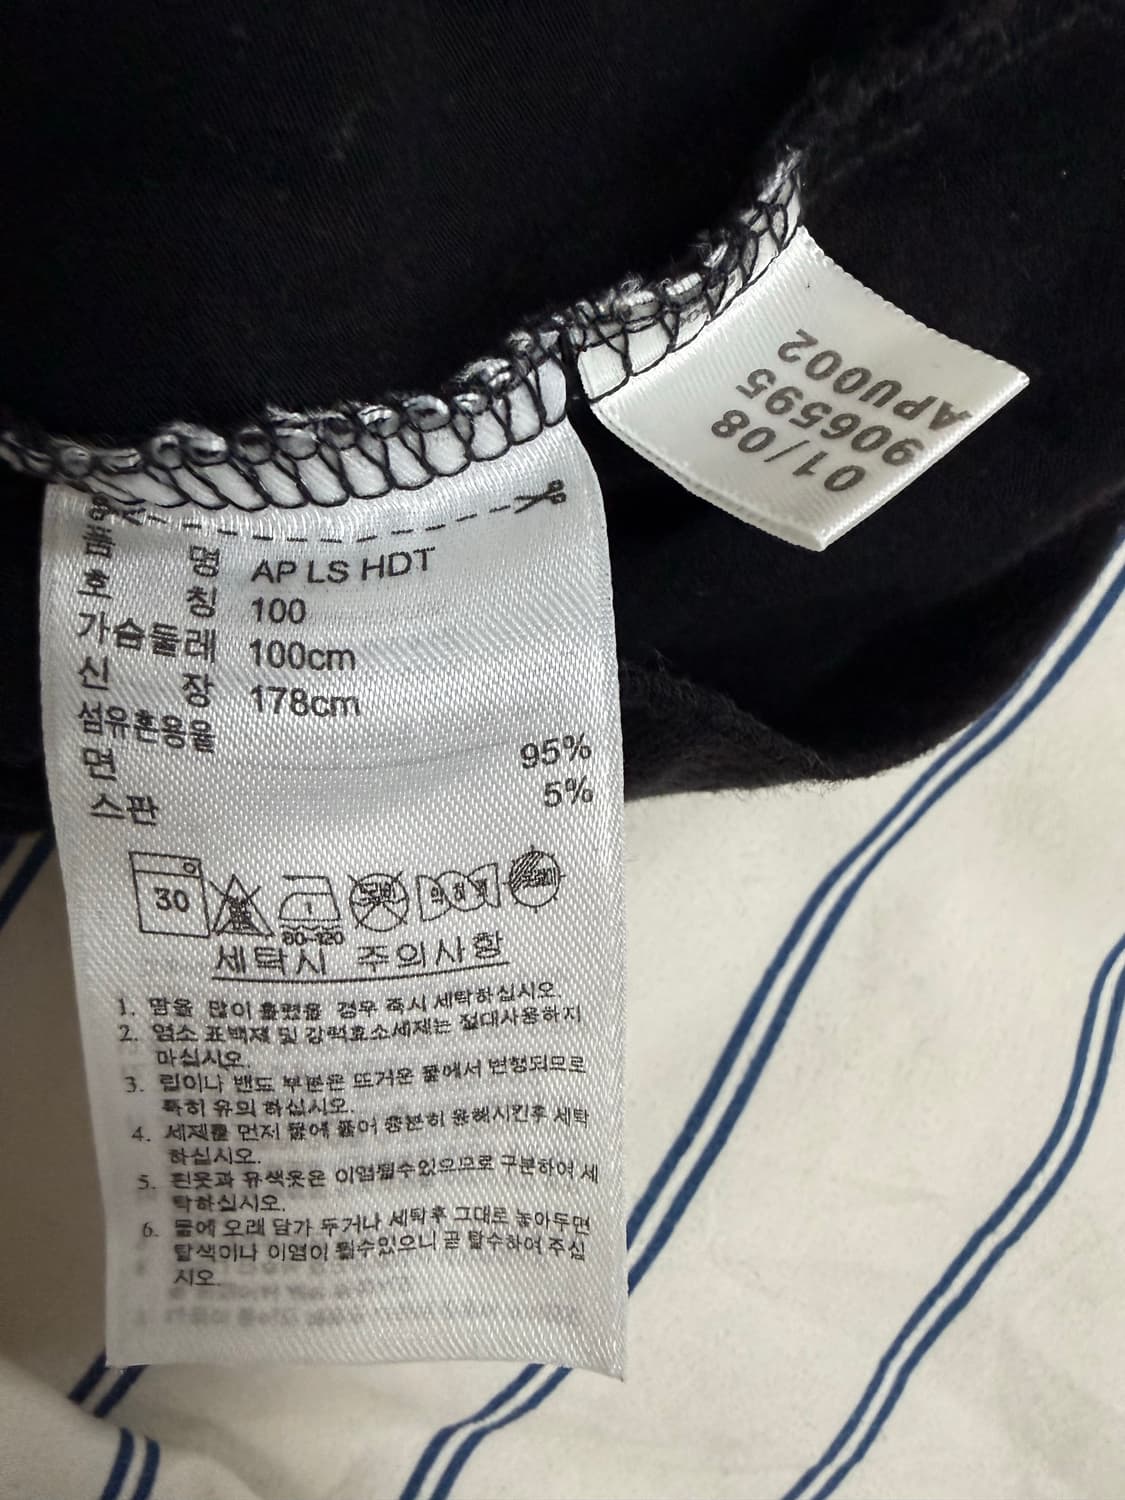 품 명 AP LS HDT
호 칭 100
가슴둘레 100cm
신 장 178cm
섬유혼용율
면 95%
스판 5%
30
80~120
세탁시 주의사항
1. 땀을 많이 흘렸을 경우 즉시 세탁하십시오.
2. 염소 표백제 및 강력효소세제는 절대사용하지
마십시오.
3. 립이나 밴드 부분은 뜨거운 물에서 변형되므로
특히 유의 하십시오.
4. 세제를 먼저 물에 풀어 충분히 용해시킨후 세탁
하십시오.
5. 흰옷과 유색옷은 이염될수있으므로 구분하여 세
탁하십시오.
6. 물에 오래 담가 두거나 세탁후 그대로 놓아두면
탈색이나 이염이 될수있으니 곧 탈수하여 주십
시오.
APU002
906595
01/08